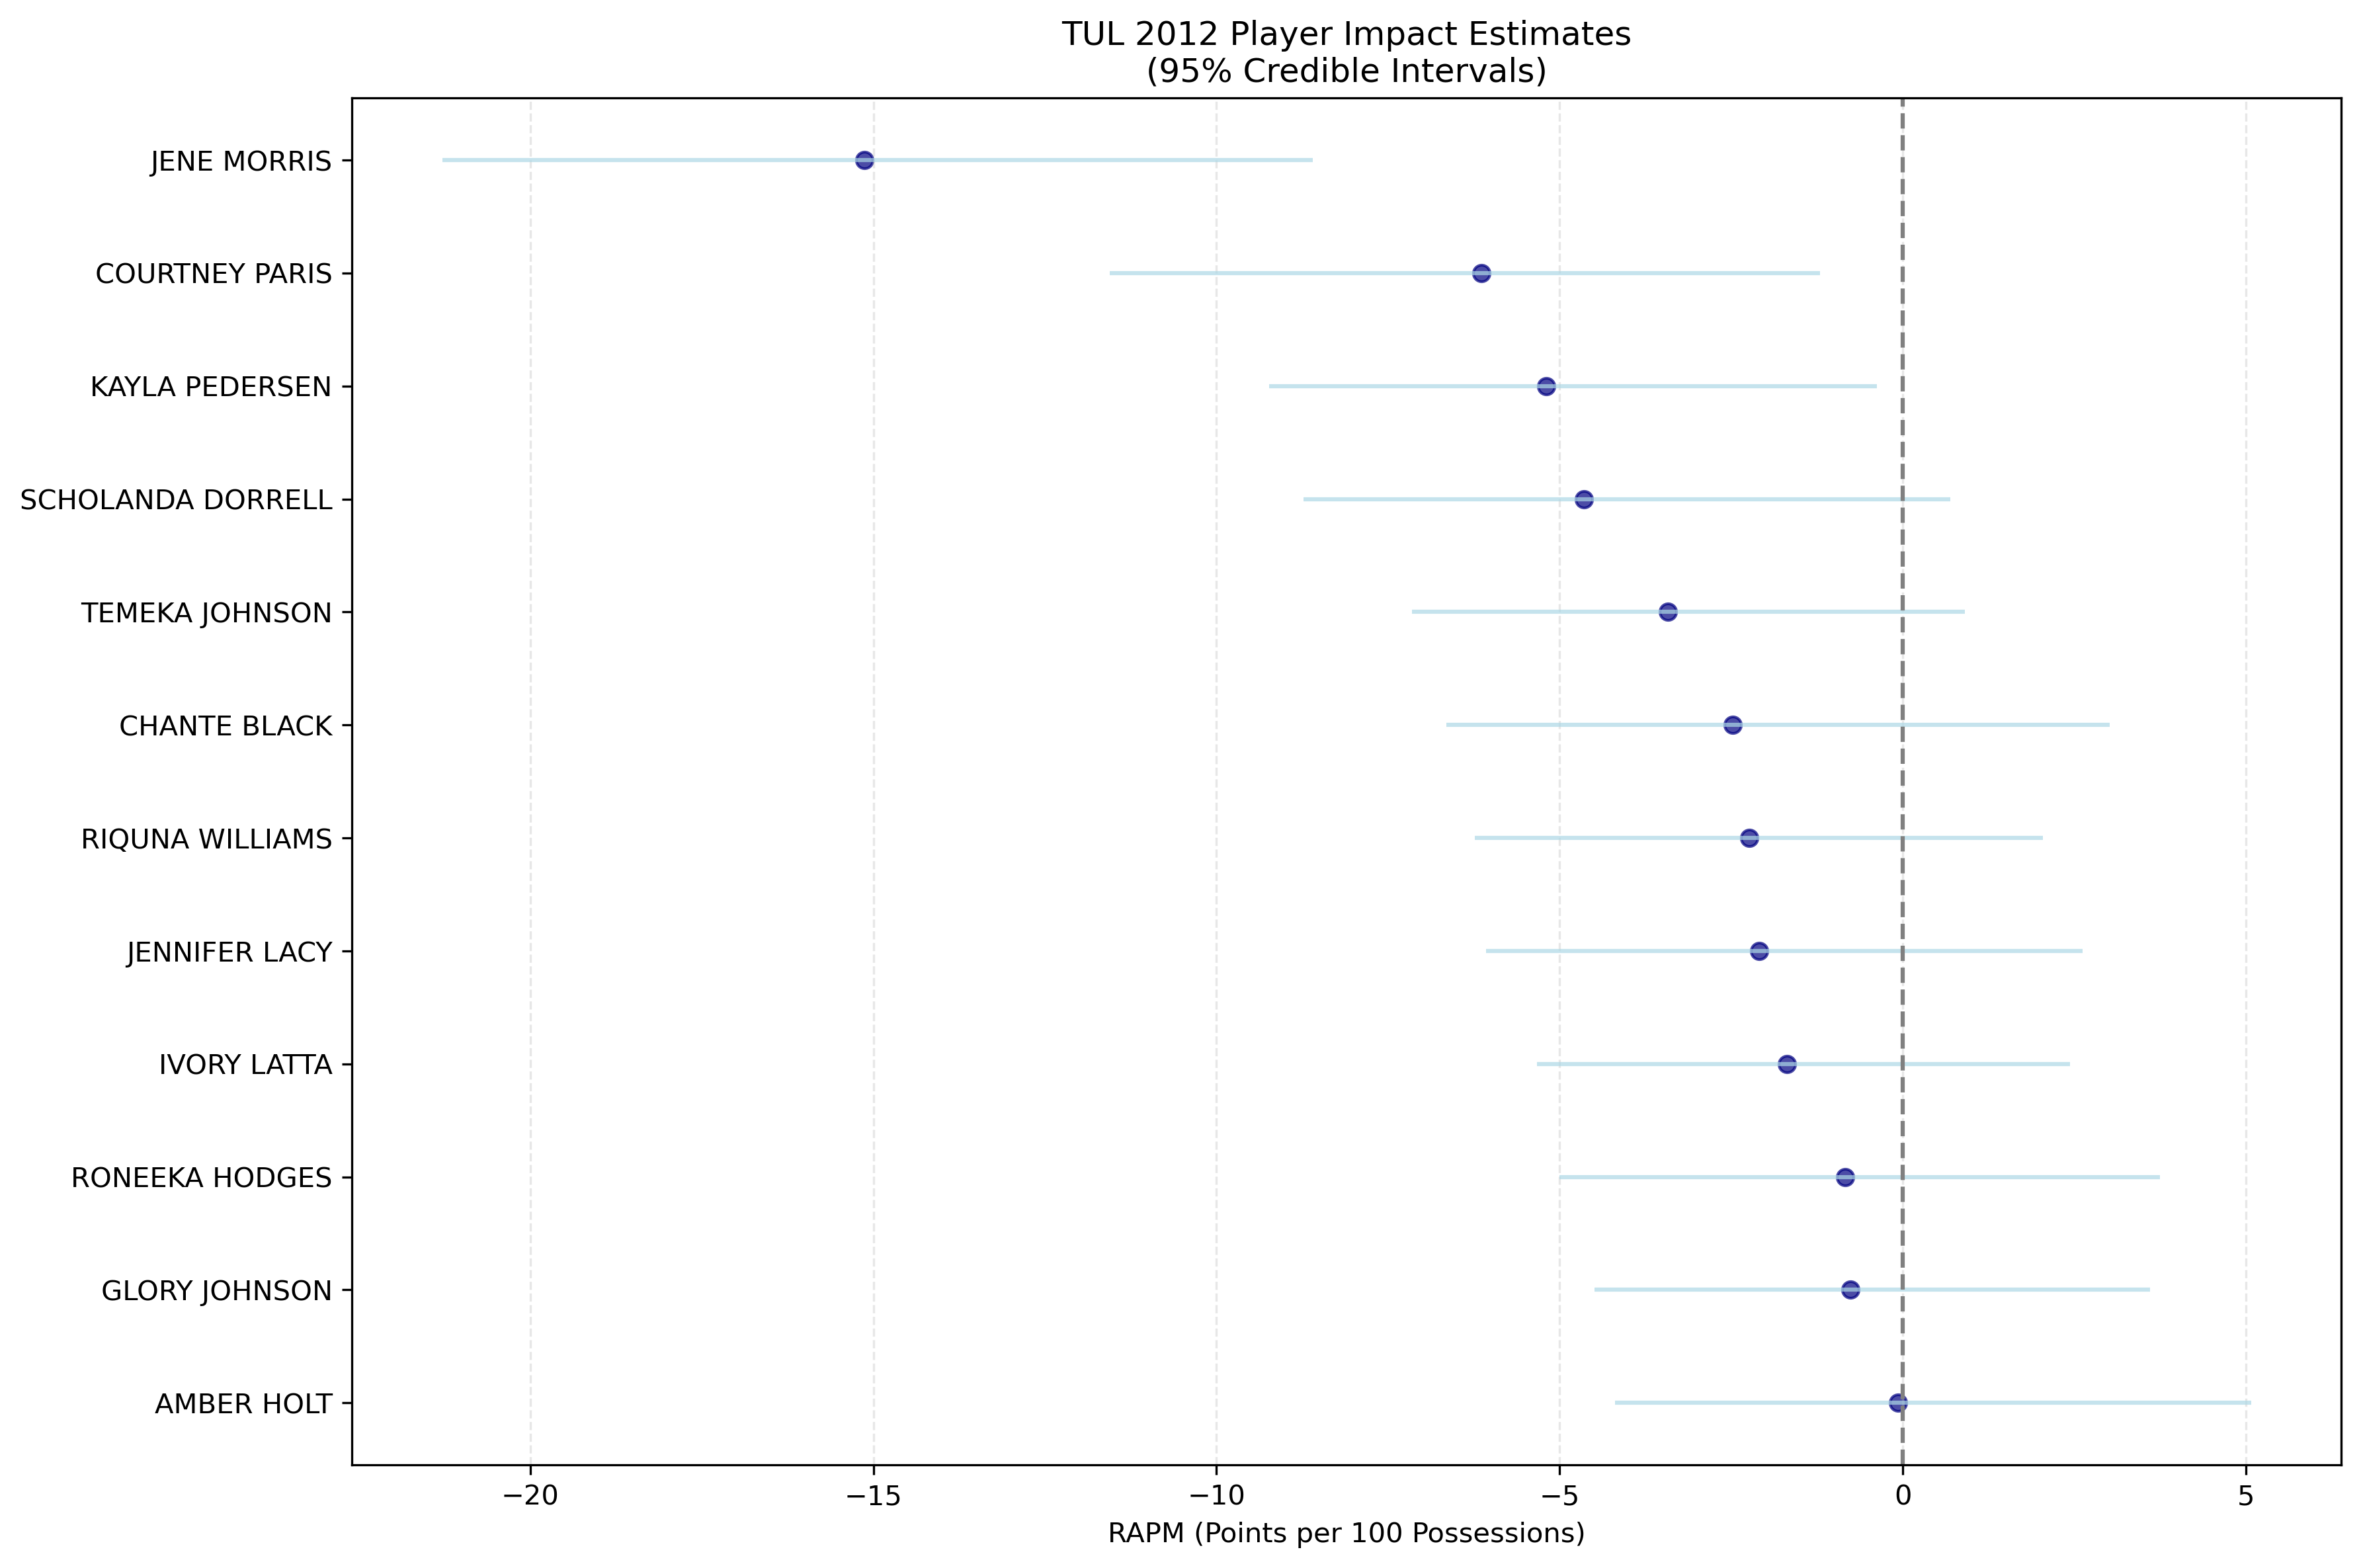 TUL 2012 Player Impact Estimates
(95% Credible Intervals)
JENE MORRIS
COURTNEY PARIS
KAYLA PEDERSEN
SCHOLANDA DORRELL
TEMEKA JOHNSON
CHANTE BLACK
RIQUNA WILLIAMS
JENNIFER LACY
IVORY LATTA
RONEEKA HODGES
GLORY JOHNSON
AMBER HOLT
−20 −15 −10 −5 0 5
RAPM (Points per 100 Possessions)